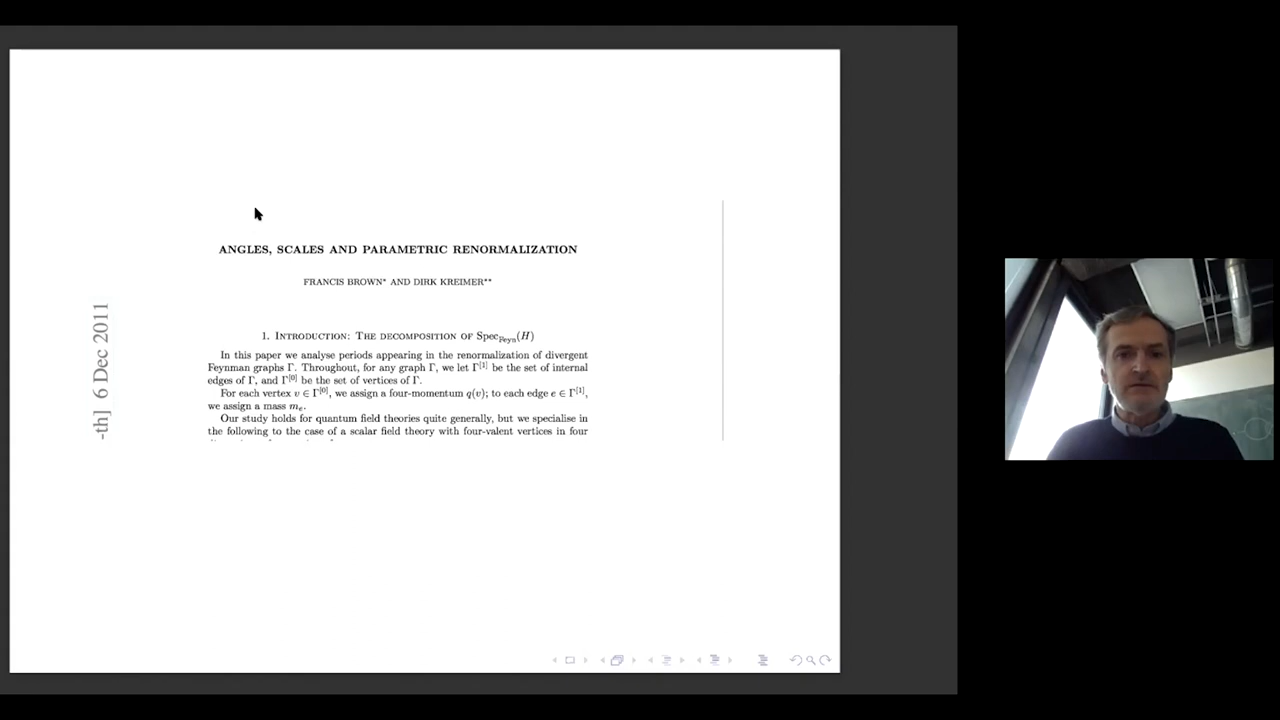 ANGLES, SCALES AND PARAMETRIC RENORMALIZATION
FRANCIS BROWN* AND DIRK KREIMER**
-th] 6 Dec 2011
1. INTRODUCTION: THE DECOMPOSITION OF Spec_Feyn(H)
In this paper we analyse periods appearing in the renormalization of divergent
Feynman graphs Γ. Throughout, for any graph Γ, we let Γ^[1] be the set of internal
edges of Γ, and Γ^[0] be the set of vertices of Γ.
For each vertex v ∈ Γ^[0], we assign a four-momentum q(v); to each edge e ∈ Γ^[1],
we assign a mass m_e.
Our study holds for quantum field theories quite generally, but we specialise in
the following to the case of a scalar field theory with four-valent vertices in four